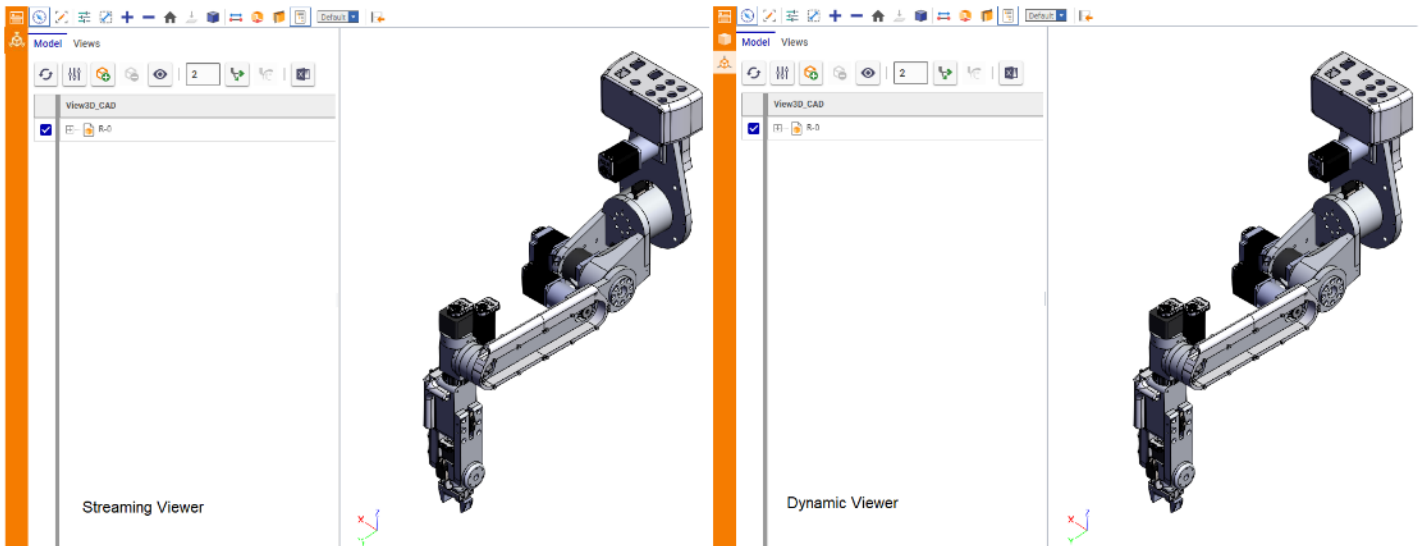 Default
Model Views
2
View3D_CAD
R-0
Streaming Viewer
X
Z
Y
Default
Model Views
2
View3D_CAD
R-0
Dynamic Viewer
X
Z
Y